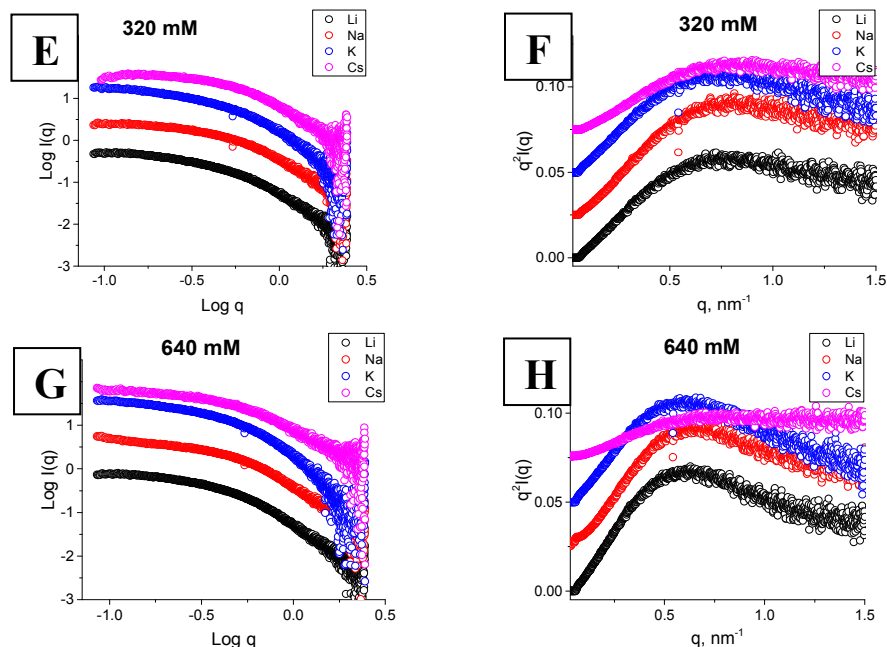 E
320 mM
Li
Na
K
Cs
1
0
-1
-2
-3
Log I(q)
-1.0
-0.5
0.0
0.5
Log q
F
320 mM
Li
Na
K
Cs
0.10
0.05
0.00
q²I(q)
0.5
1.0
1.5
q, nm⁻¹
G
640 mM
Li
Na
K
Cs
1
0
-1
-2
-3
Log I(q)
-1.0
-0.5
0.0
0.5
Log q
H
640 mM
Li
Na
K
Cs
0.10
0.05
0.00
q²I(q)
0.5
1.0
1.5
q, nm⁻¹